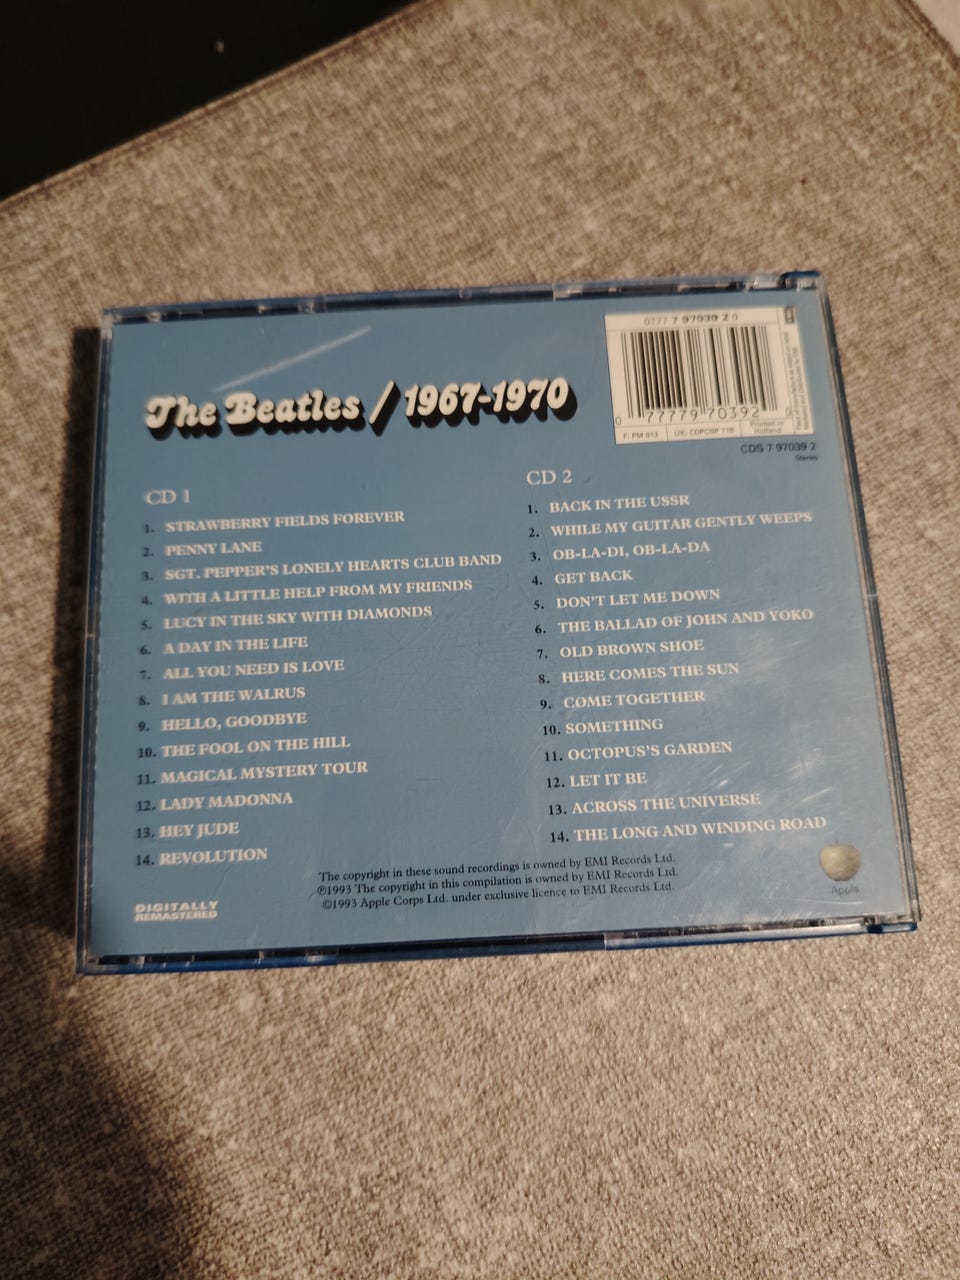 0777 7 97039 2 0
0 77779 70392 0
F: PM 613
UK: CDPCSP 718
Printed in
Holland
CDS 7 97039 2
Stereo
The Beatles / 1967-1970
CD 1
1. STRAWBERRY FIELDS FOREVER
2. PENNY LANE
3. SGT. PEPPER'S LONELY HEARTS CLUB BAND
4. WITH A LITTLE HELP FROM MY FRIENDS
5. LUCY IN THE SKY WITH DIAMONDS
6. A DAY IN THE LIFE
7. ALL YOU NEED IS LOVE
8. I AM THE WALRUS
9. HELLO, GOODBYE
10. THE FOOL ON THE HILL
11. MAGICAL MYSTERY TOUR
12. LADY MADONNA
13. HEY JUDE
14. REVOLUTION
CD 2
1. BACK IN THE USSR
2. WHILE MY GUITAR GENTLY WEEPS
3. OB-LA-DI, OB-LA-DA
4. GET BACK
5. DON'T LET ME DOWN
6. THE BALLAD OF JOHN AND YOKO
7. OLD BROWN SHOE
8. HERE COMES THE SUN
9. COME TOGETHER
10. SOMETHING
11. OCTOPUS'S GARDEN
12. LET IT BE
13. ACROSS THE UNIVERSE
14. THE LONG AND WINDING ROAD
The copyright in these sound recordings is owned by EMI Records Ltd.
℗1993 The copyright in this compilation is owned by EMI Records Ltd.
©1993 Apple Corps Ltd. under exclusive licence to EMI Records Ltd.
DIGITALLY
REMASTERED
Apple